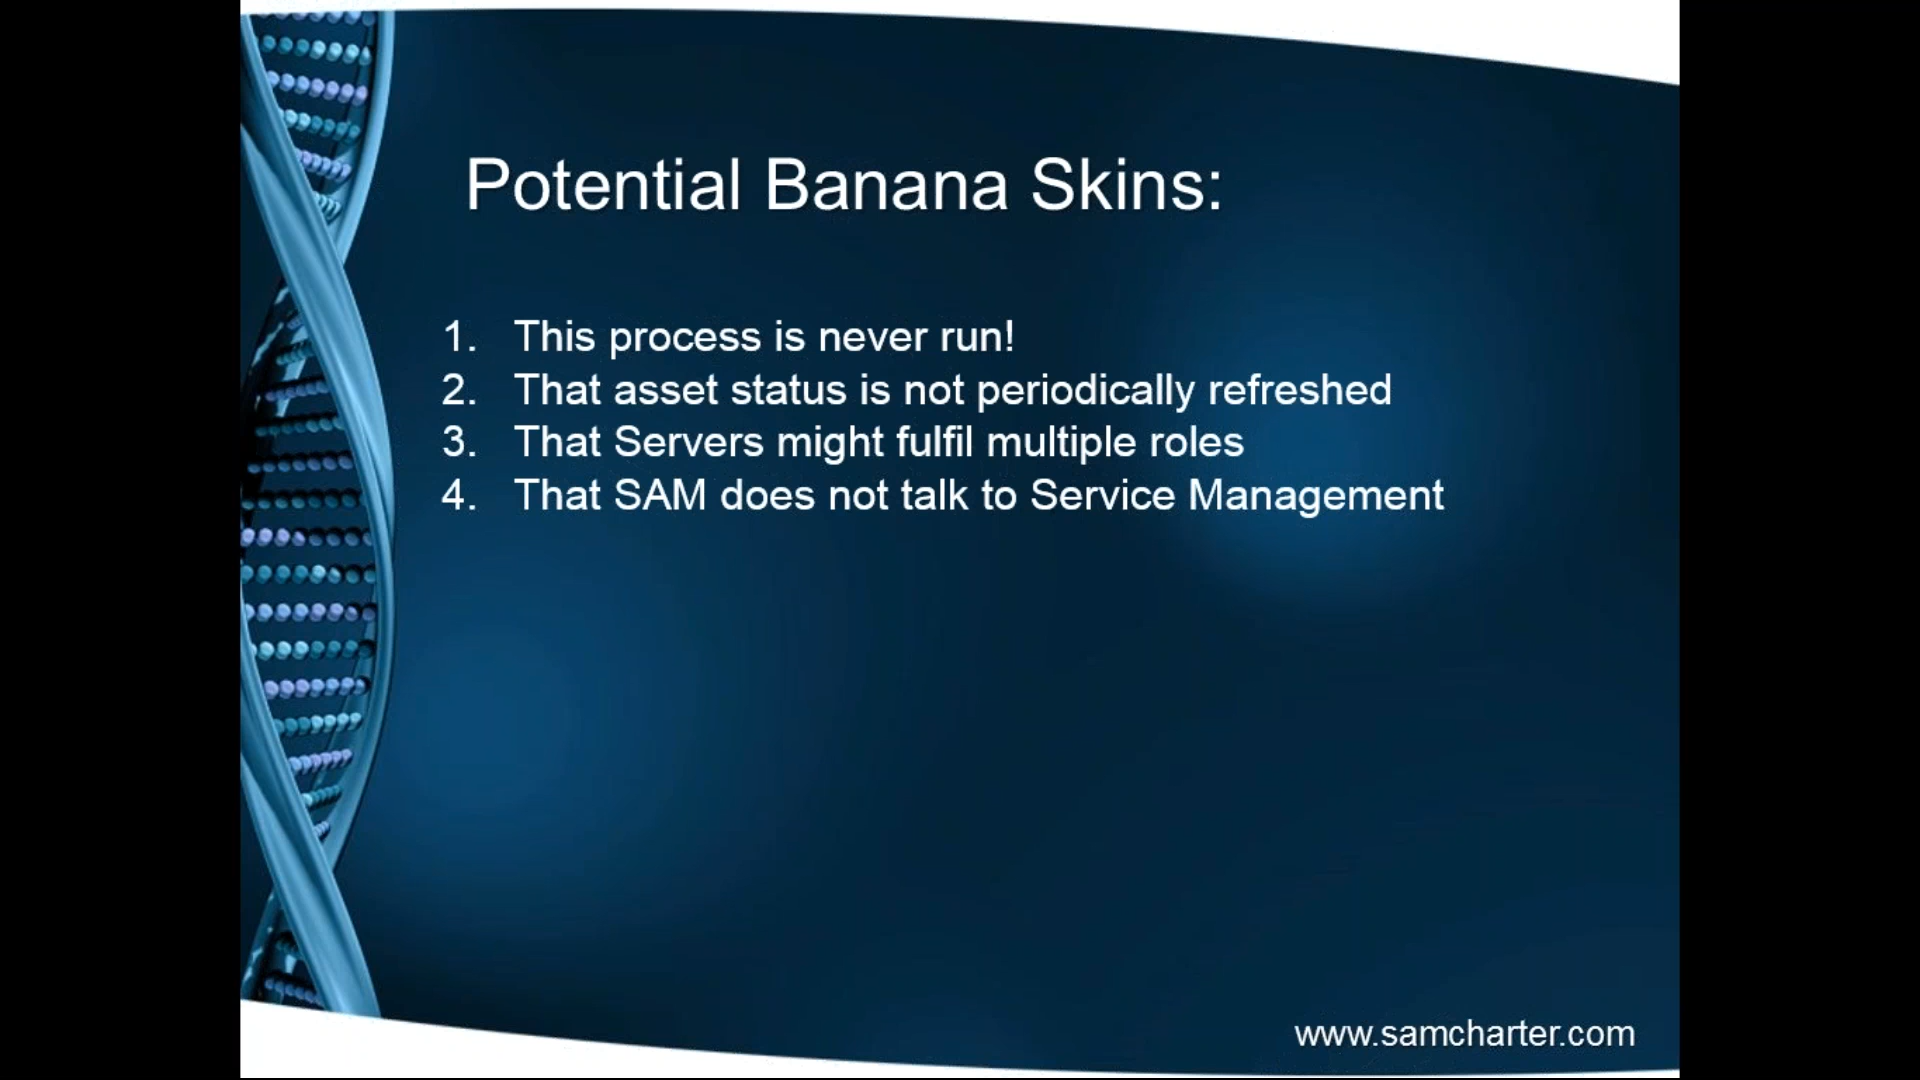 Potential Banana Skins:
1. This process is never run!
2. That asset status is not periodically refreshed
3. That Servers might fulfil multiple roles
4. That SAM does not talk to Service Management
www.samcharter.com